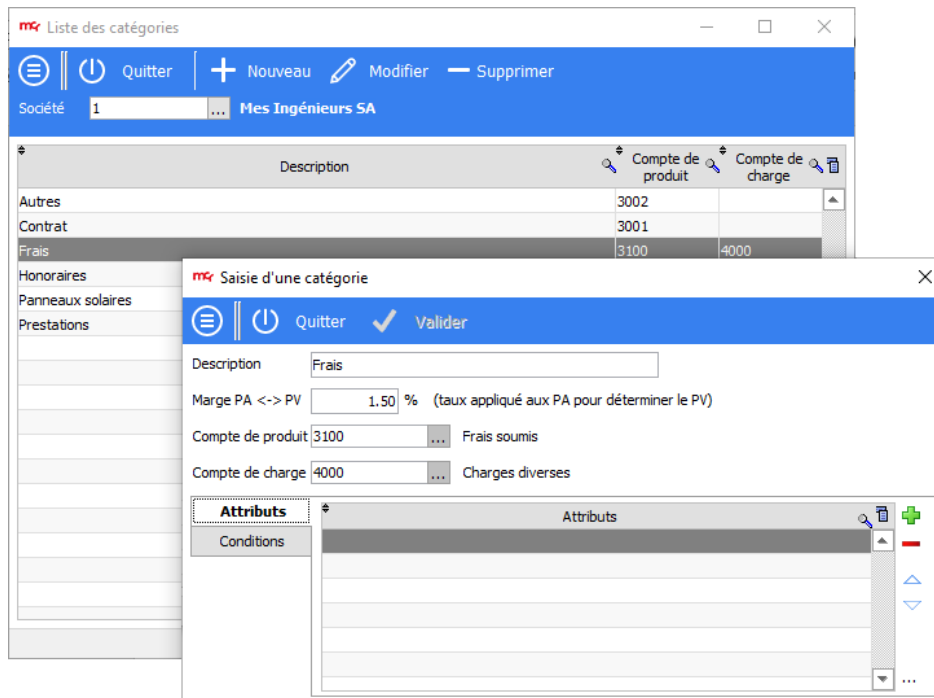 mcr Liste des catégories
Quitter Nouveau Modifier Supprimer
Société 1 ... Mes Ingénieurs SA
Description Compte de produit Compte de charge
Autres 3002
Contrat 3001
Frais 3100 4000
Honoraires
Panneaux solaires
Prestations
mcr Saisie d'une catégorie
Quitter Valider
Description Frais
Marge PA <-> PV 1.50 % (taux appliqué aux PA pour déterminer le PV)
Compte de produit 3100 ... Frais soumis
Compte de charge 4000 ... Charges diverses
Attributs Attributs
Conditions
...